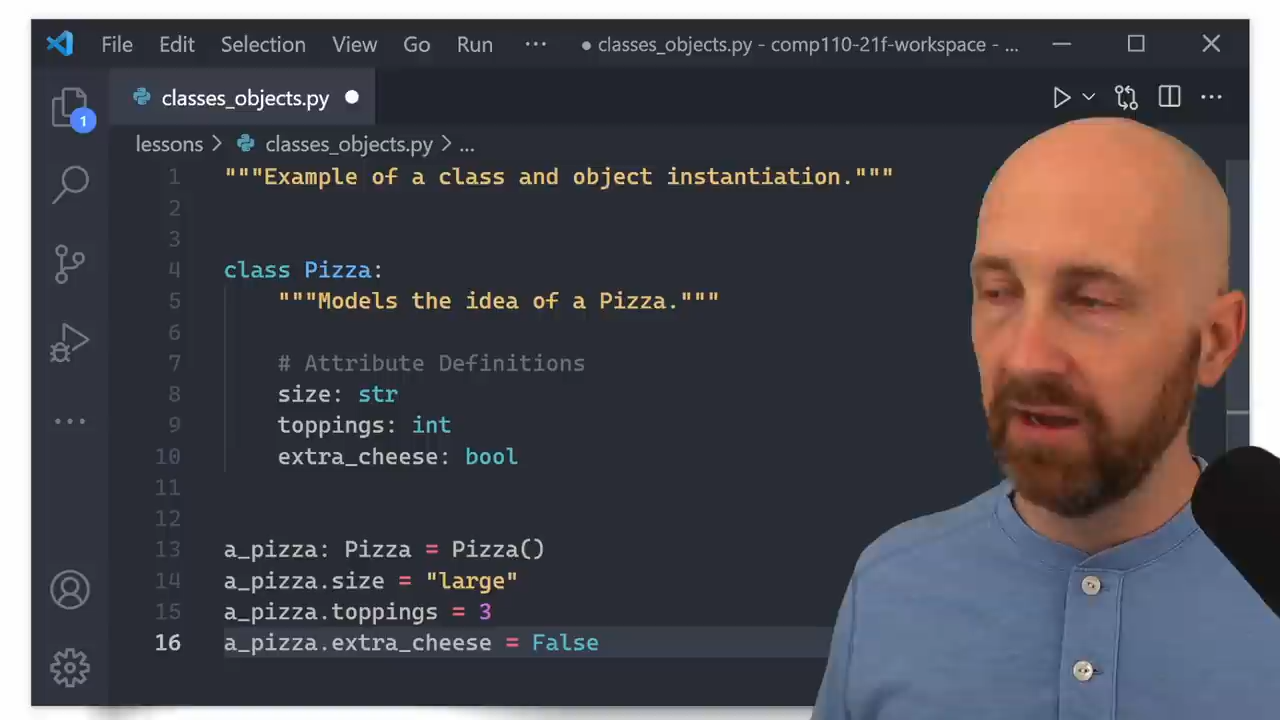 File Edit Selection View Go Run ... ● classes_objects.py - comp110-21f-workspace - ...
classes_objects.py ●
1
lessons > classes_objects.py > ...
1 """Example of a class and object instantiation."""
2
3
4 class Pizza:
5 """Models the idea of a Pizza."""
6
7 # Attribute Definitions
8 size: str
9 toppings: int
10 extra_cheese: bool
11
12
13 a_pizza: Pizza = Pizza()
14 a_pizza.size = "large"
15 a_pizza.toppings = 3
16 a_pizza.extra_cheese = False